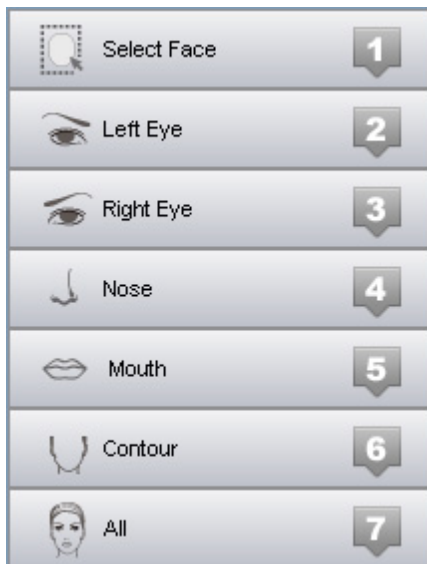 Select Face 1
Left Eye 2
Right Eye 3
Nose 4
Mouth 5
Contour 6
All 7